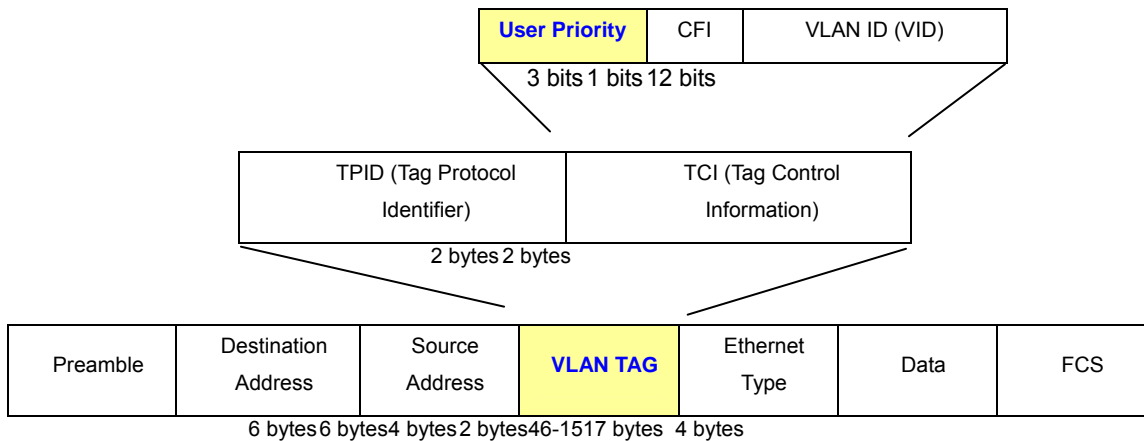 User Priority CFI VLAN ID (VID)
3 bits 1 bits 12 bits
TPID (Tag Protocol Identifier)
TCI (Tag Control Information)
2 bytes 2 bytes
Preamble
Destination Address
Source Address
VLAN TAG
Ethernet Type
Data
FCS
6 bytes 6 bytes 4 bytes 2 bytes 46-1517 bytes 4 bytes